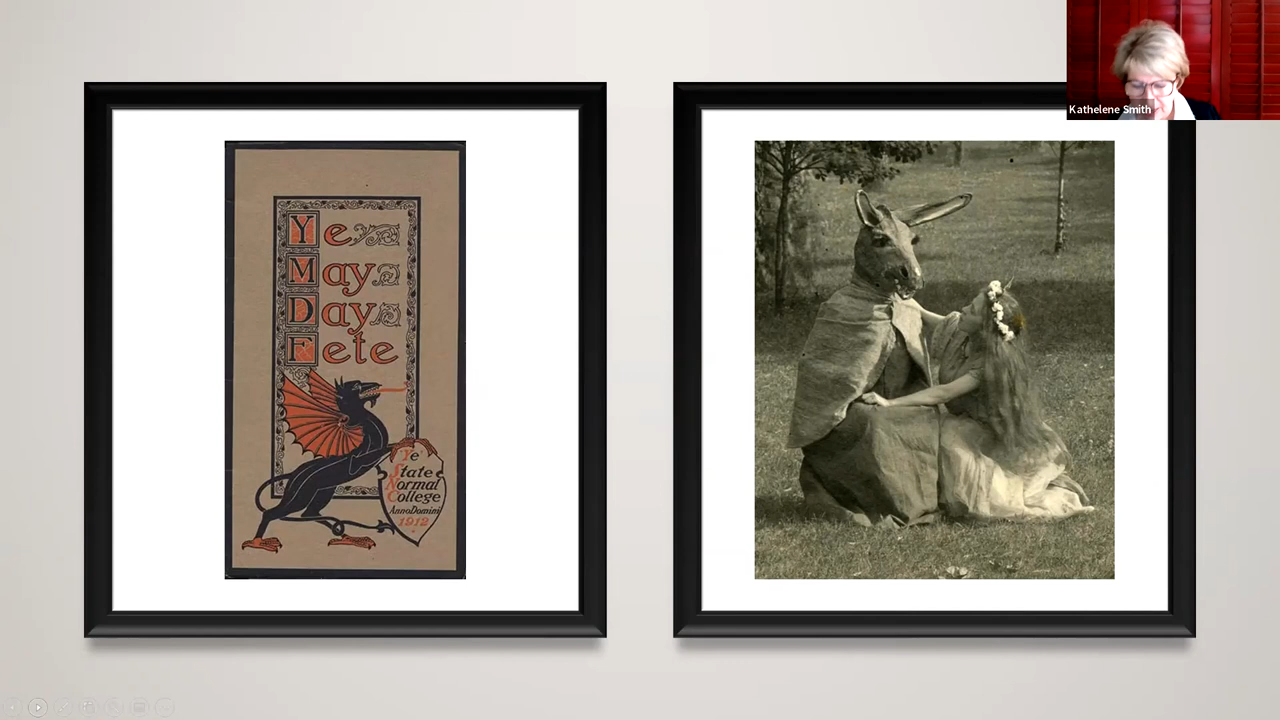 Ye
May
Day
Fete
Ye
State
Normal
College
Anno Domini
1912
Kathelene Smith